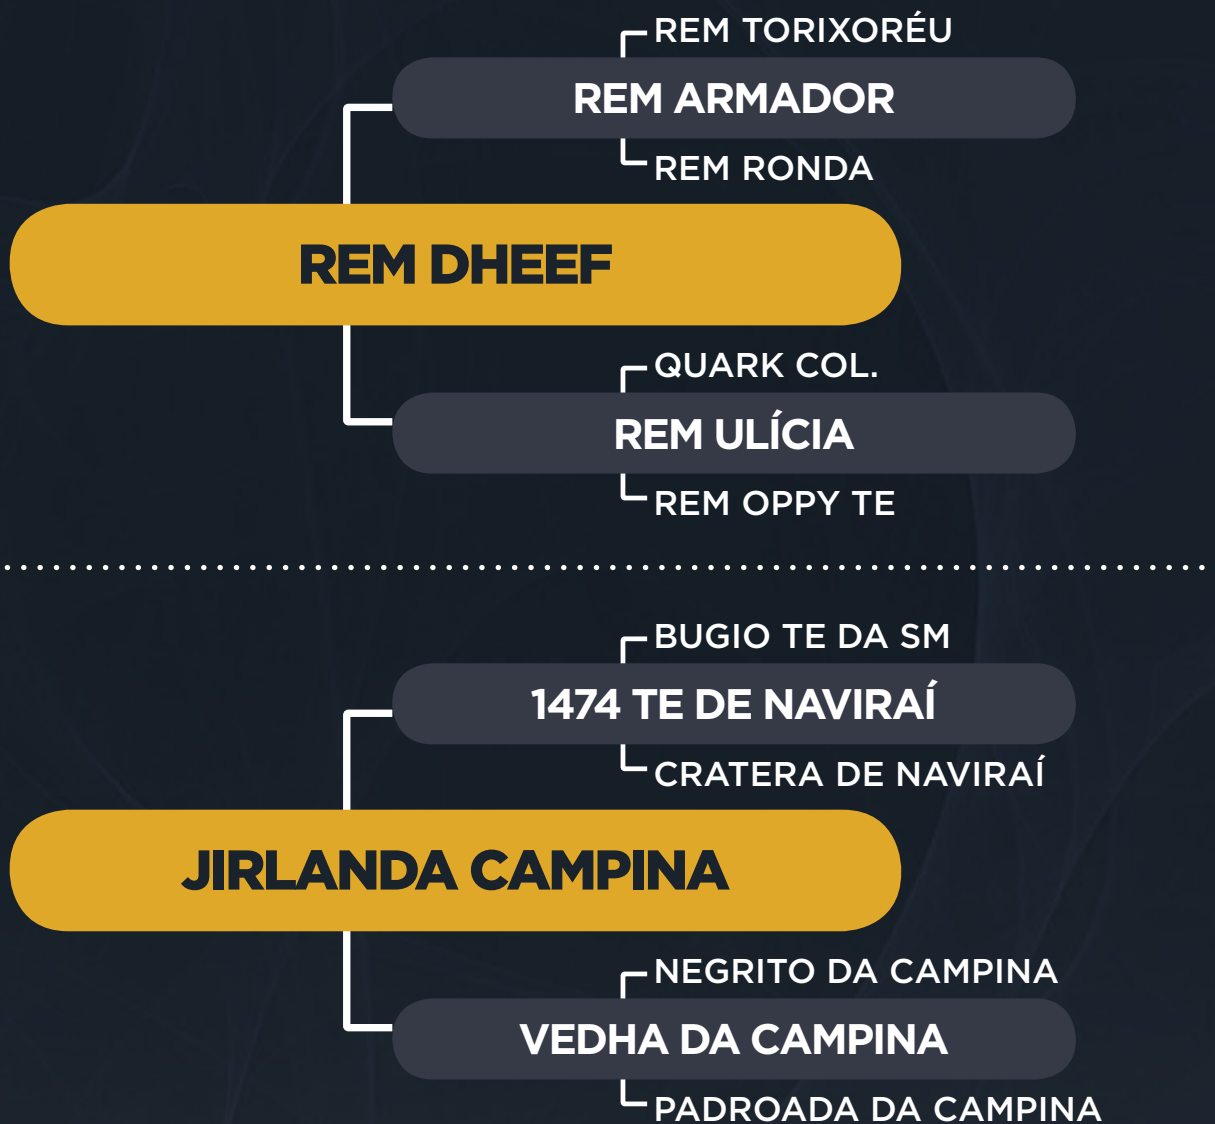 REM TORIXORÉU
REM ARMADOR
REM RONDA
REM DHEEF
QUARK COL.
REM ULÍCIA
REM OPPY TE
BUGIO TE DA SM
1474 TE DE NAVIRAÍ
CRATERA DE NAVIRAÍ
JIRLANDA CAMPINA
NEGRITO DA CAMPINA
VEDHA DA CAMPINA
PADROADA DA CAMPINA